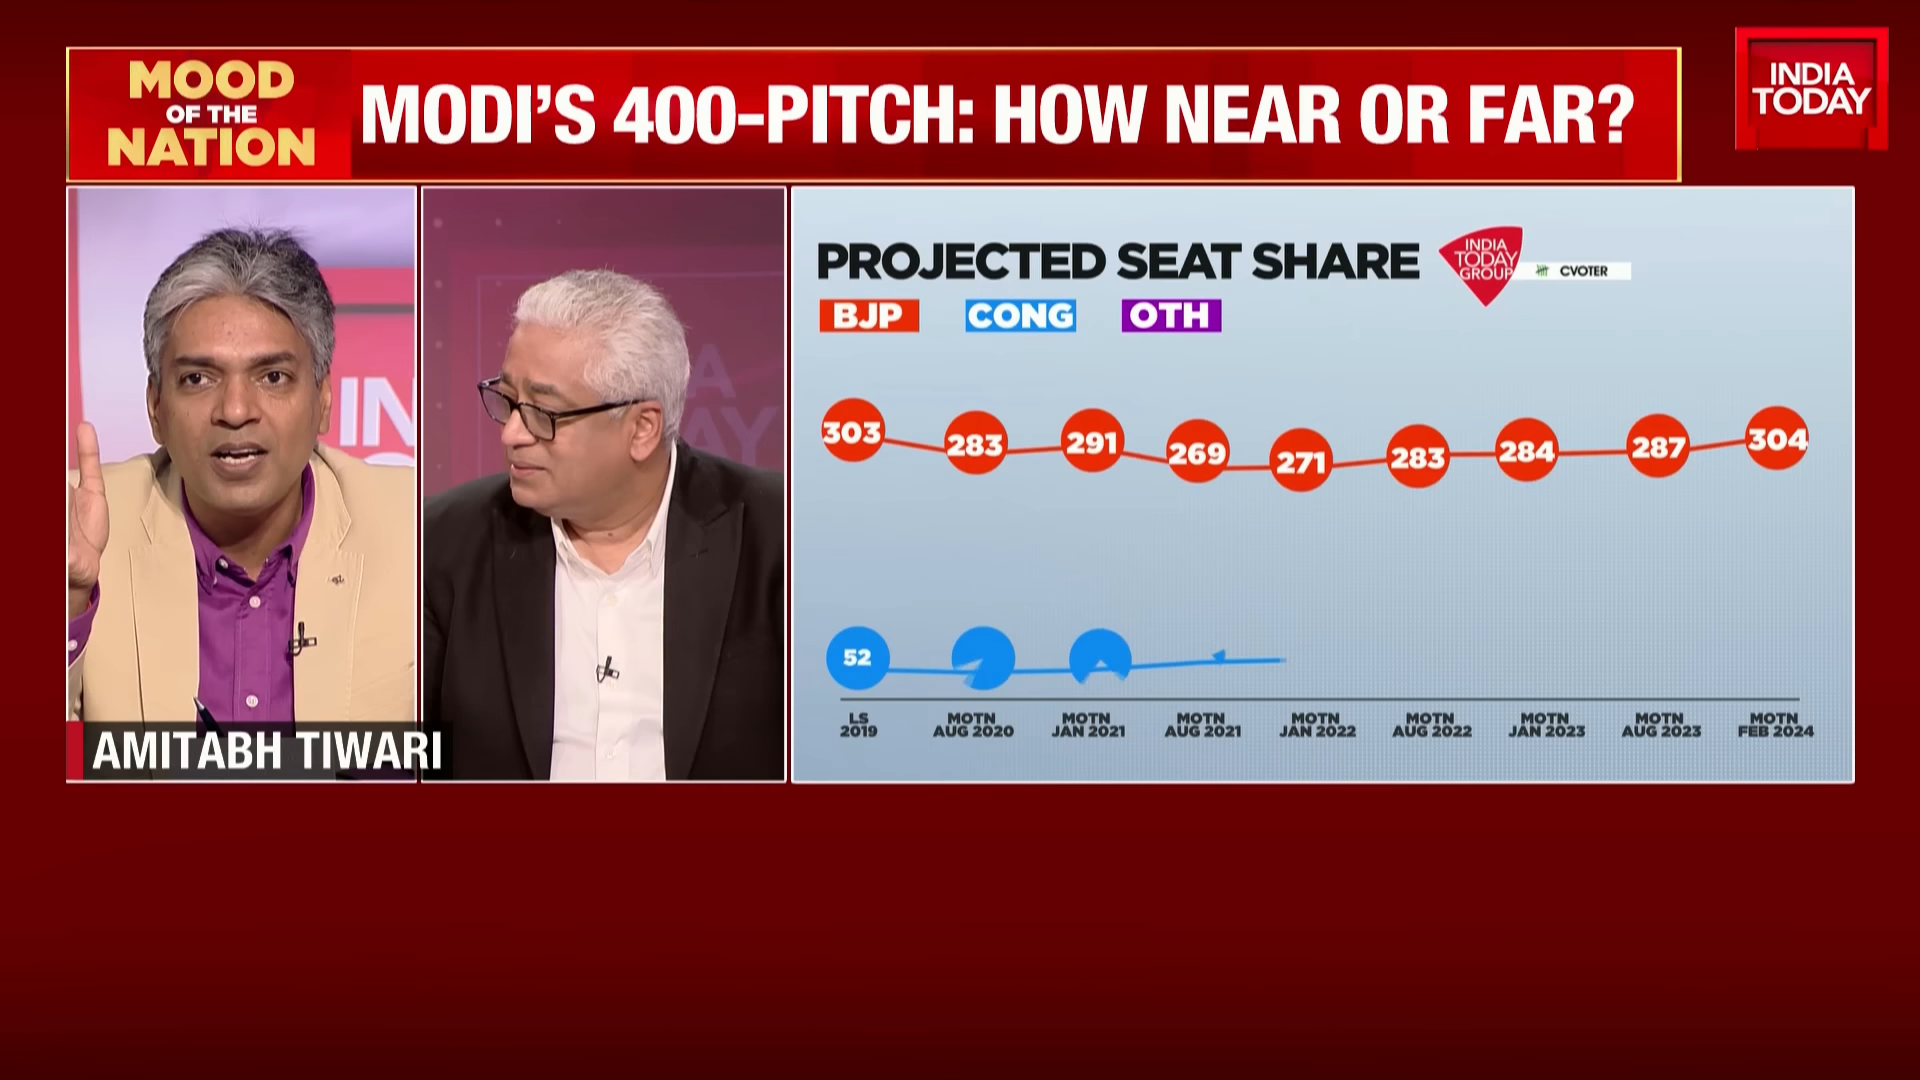 MOOD
OF THE
NATION
MODI'S 400-PITCH: HOW NEAR OR FAR?
INDIA
TODAY
IN
A
AY
AMITABH TIWARI
PROJECTED SEAT SHARE
INDIA
TODAY
GROUP
CVOTER
BJP CONG OTH
303 283 291 269 271 283 284 287 304
52
LS
2019
MOTN
AUG 2020
MOTN
JAN 2021
MOTN
AUG 2021
MOTN
JAN 2022
MOTN
AUG 2022
MOTN
JAN 2023
MOTN
AUG 2023
MOTN
FEB 2024